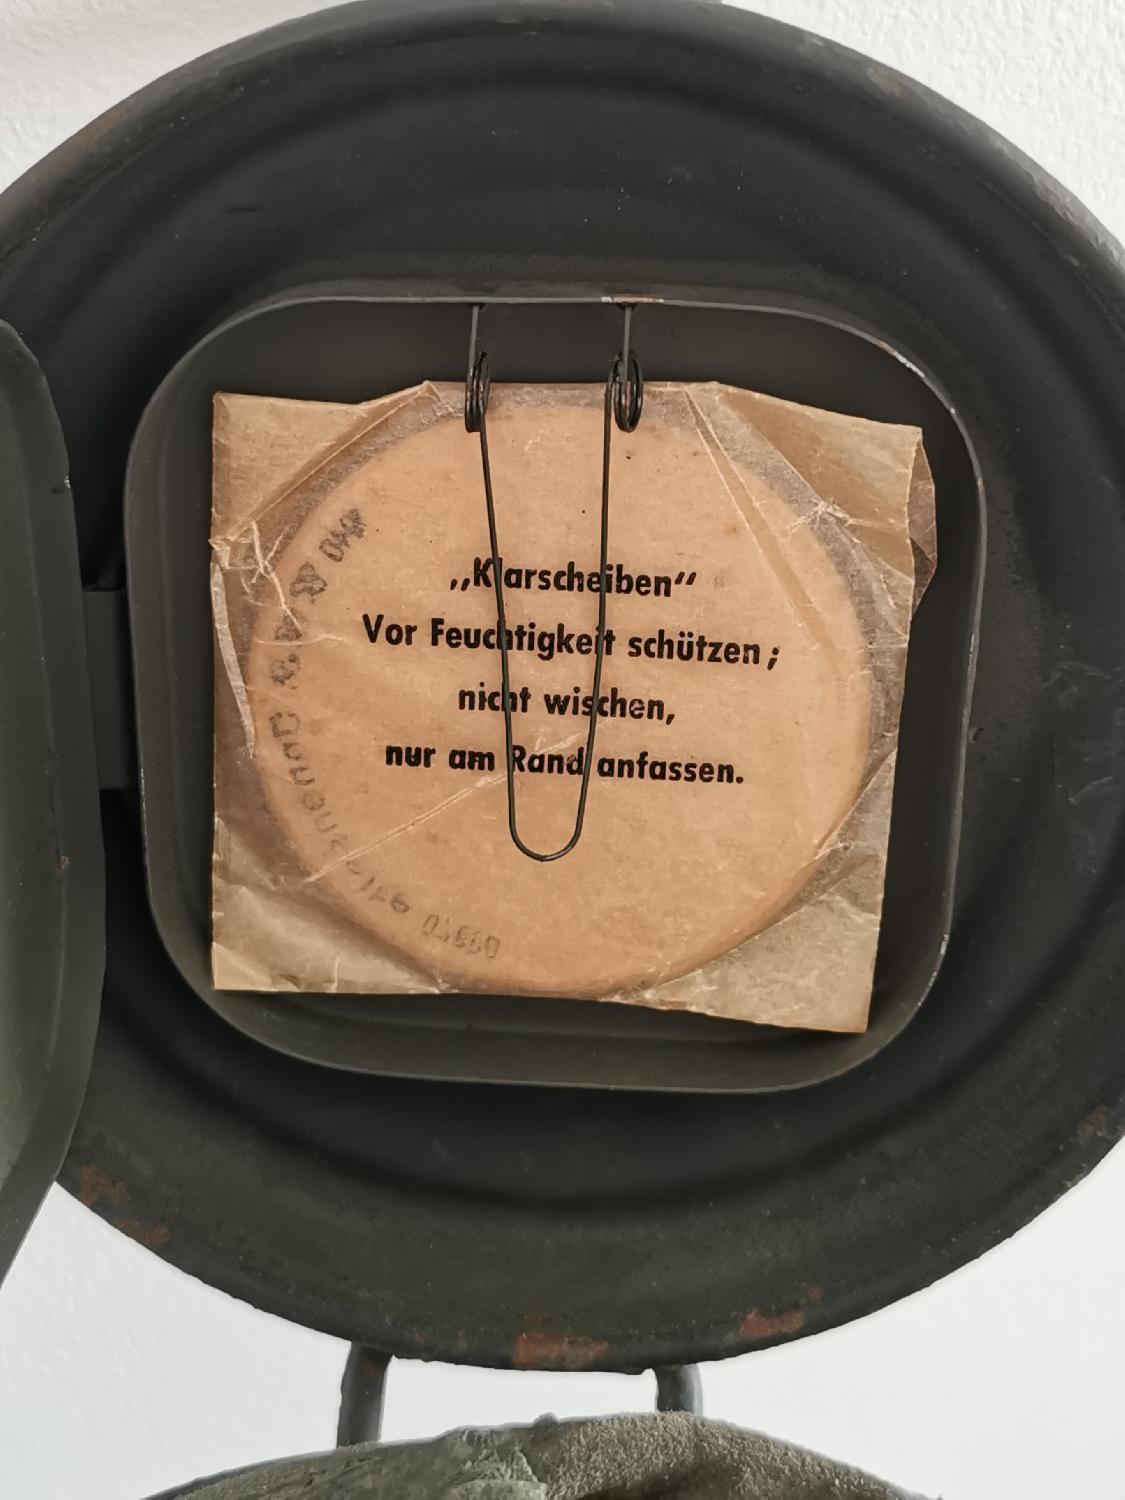 „Klarscheiben“
Vor Feuchtigkeit schützen;
nicht wischen,
nur am Rand anfassen.